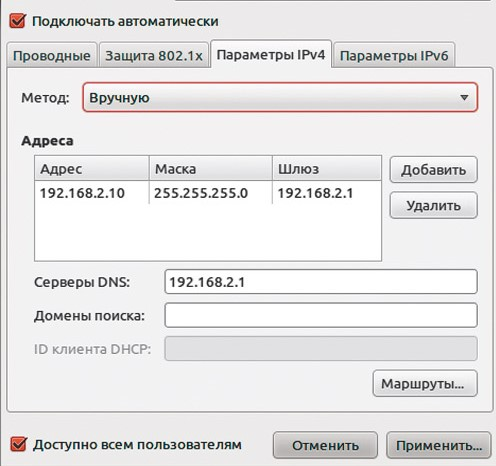 Подключать автоматически
Проводные Защита 802.1x Параметры IPv4 Параметры IPv6
Метод: Вручную
Адреса
Адрес Маска Шлюз Добавить
192.168.2.10 255.255.255.0 192.168.2.1
Удалить
Серверы DNS: 192.168.2.1
Домены поиска:
ID клиента DHCP:
Маршруты...
Доступно всем пользователям Отменить Применить...